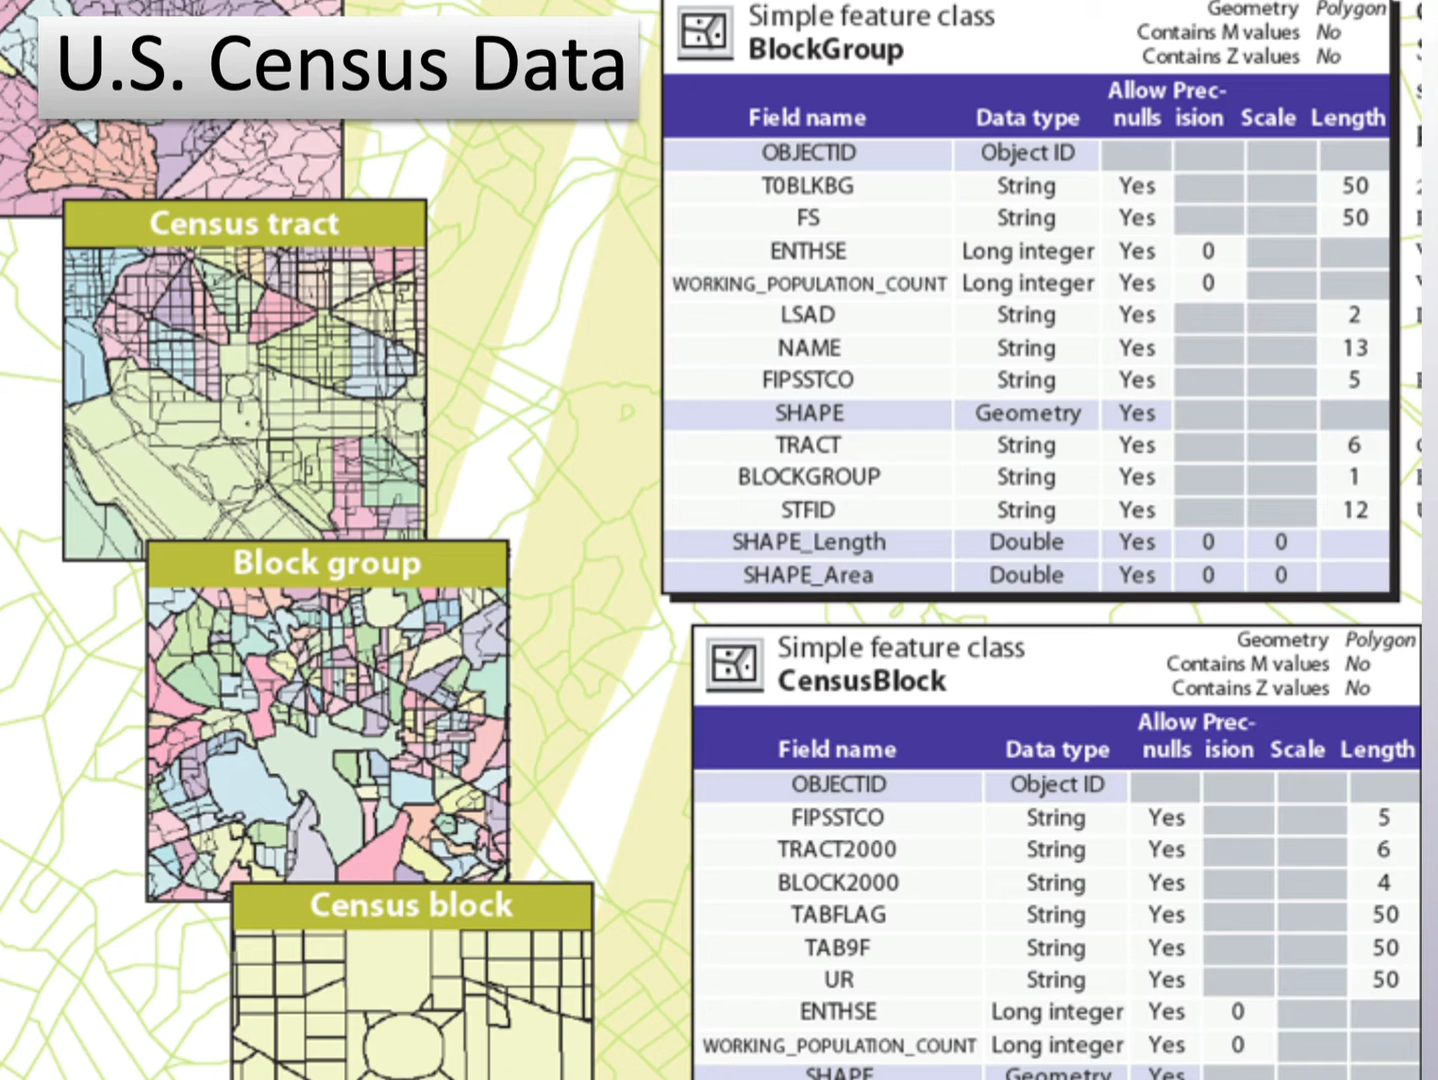 U.S. Census Data
Census tract
Block group
Census block
Simple feature class
BlockGroup
Geometry Polygon
Contains M values No
Contains Z values No
Field name Data type Allow nulls Prec-ision Scale Length
OBJECTID Object ID
T0BLKBG String Yes 50
FS String Yes 50
ENTHSE Long integer Yes 0
WORKING_POPULATION_COUNT Long integer Yes 0
LSAD String Yes 2
NAME String Yes 13
FIPSSTCO String Yes 5
SHAPE Geometry Yes
TRACT String Yes 6
BLOCKGROUP String Yes 1
STFID String Yes 12
SHAPE_Length Double Yes 0 0
SHAPE_Area Double Yes 0 0
Simple feature class
CensusBlock
Geometry Polygon
Contains M values No
Contains Z values No
Field name Data type Allow nulls Prec-ision Scale Length
OBJECTID Object ID
FIPSSTCO String Yes 5
TRACT2000 String Yes 6
BLOCK2000 String Yes 4
TABFLAG String Yes 50
TAB9F String Yes 50
UR String Yes 50
ENTHSE Long integer Yes 0
WORKING_POPULATION_COUNT Long integer Yes 0
SHAPE Geometry Yes